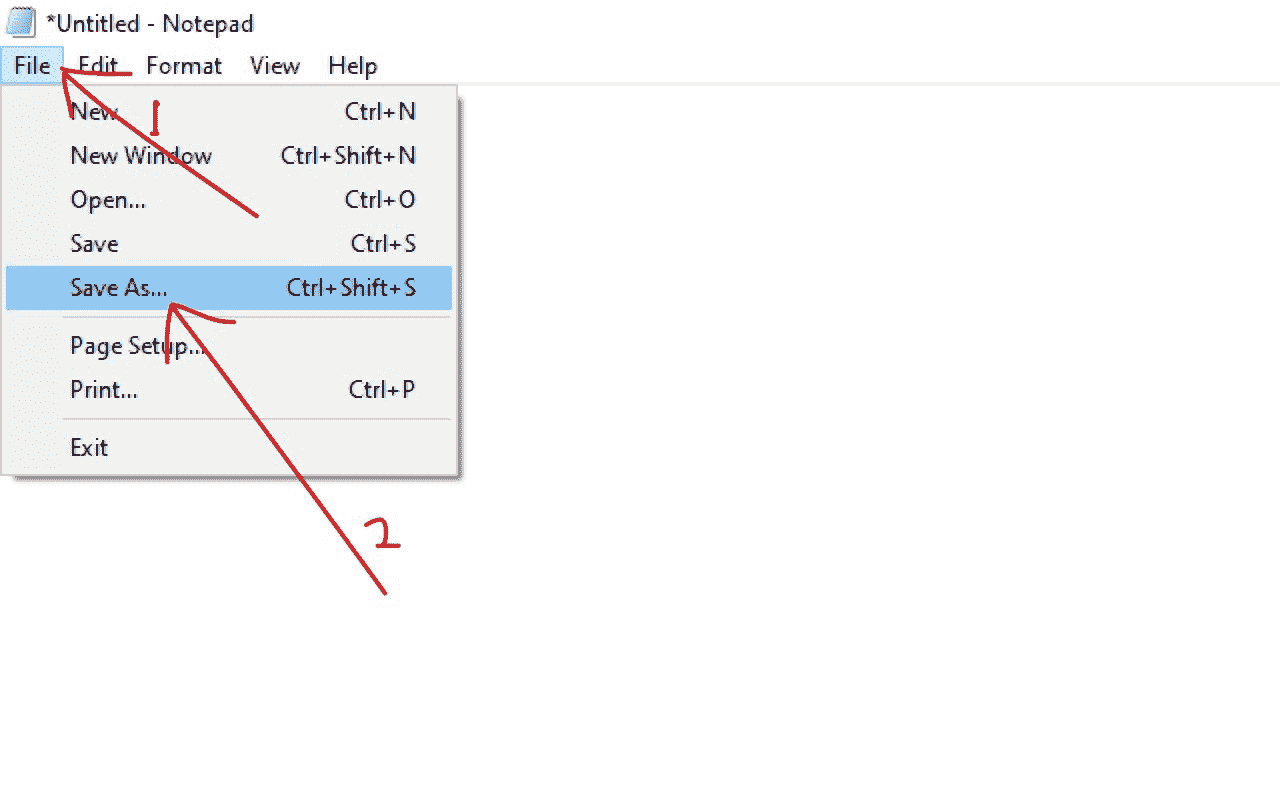 *Untitled - Notepad
File Edit Format View Help
New Ctrl+N
1
New Window Ctrl+Shift+N
Open... Ctrl+O
Save Ctrl+S
Save As... Ctrl+Shift+S
Page Setup...
Print... Ctrl+P
Exit
2